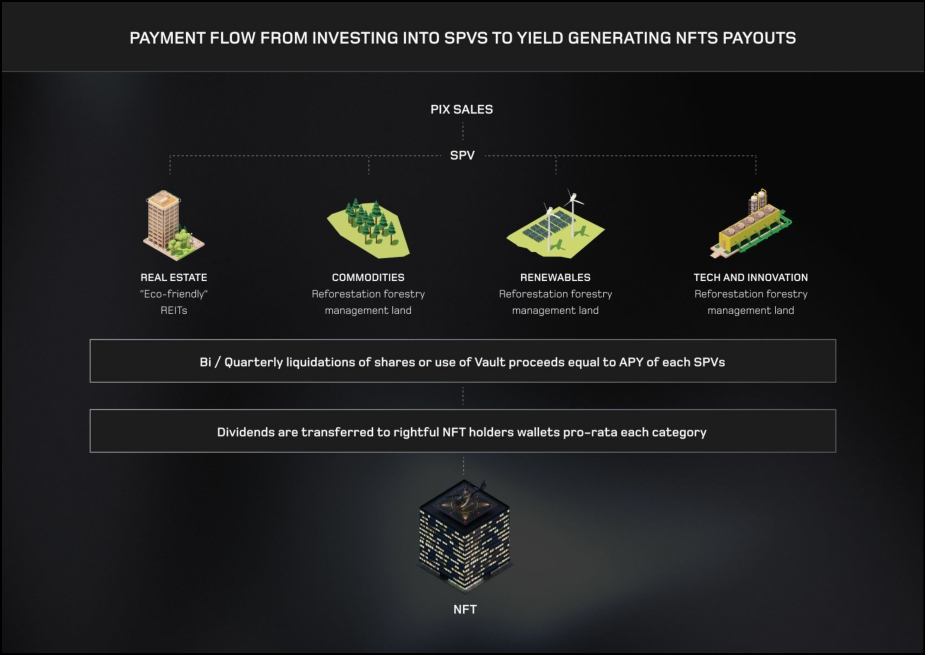 PAYMENT FLOW FROM INVESTING INTO SPVS TO YIELD GENERATING NFTS PAYOUTS
PIX SALES
SPV
REAL ESTATE
"Eco-friendly"
REITs
COMMODITIES
Reforestation forestry
management land
RENEWABLES
Reforestation forestry
management land
TECH AND INNOVATION
Reforestation forestry
management land
Bi / Quarterly liquidations of shares or use of Vault proceeds equal to APY of each SPVs
Dividends are transferred to rightful NFT holders wallets pro-rata each category
NFT